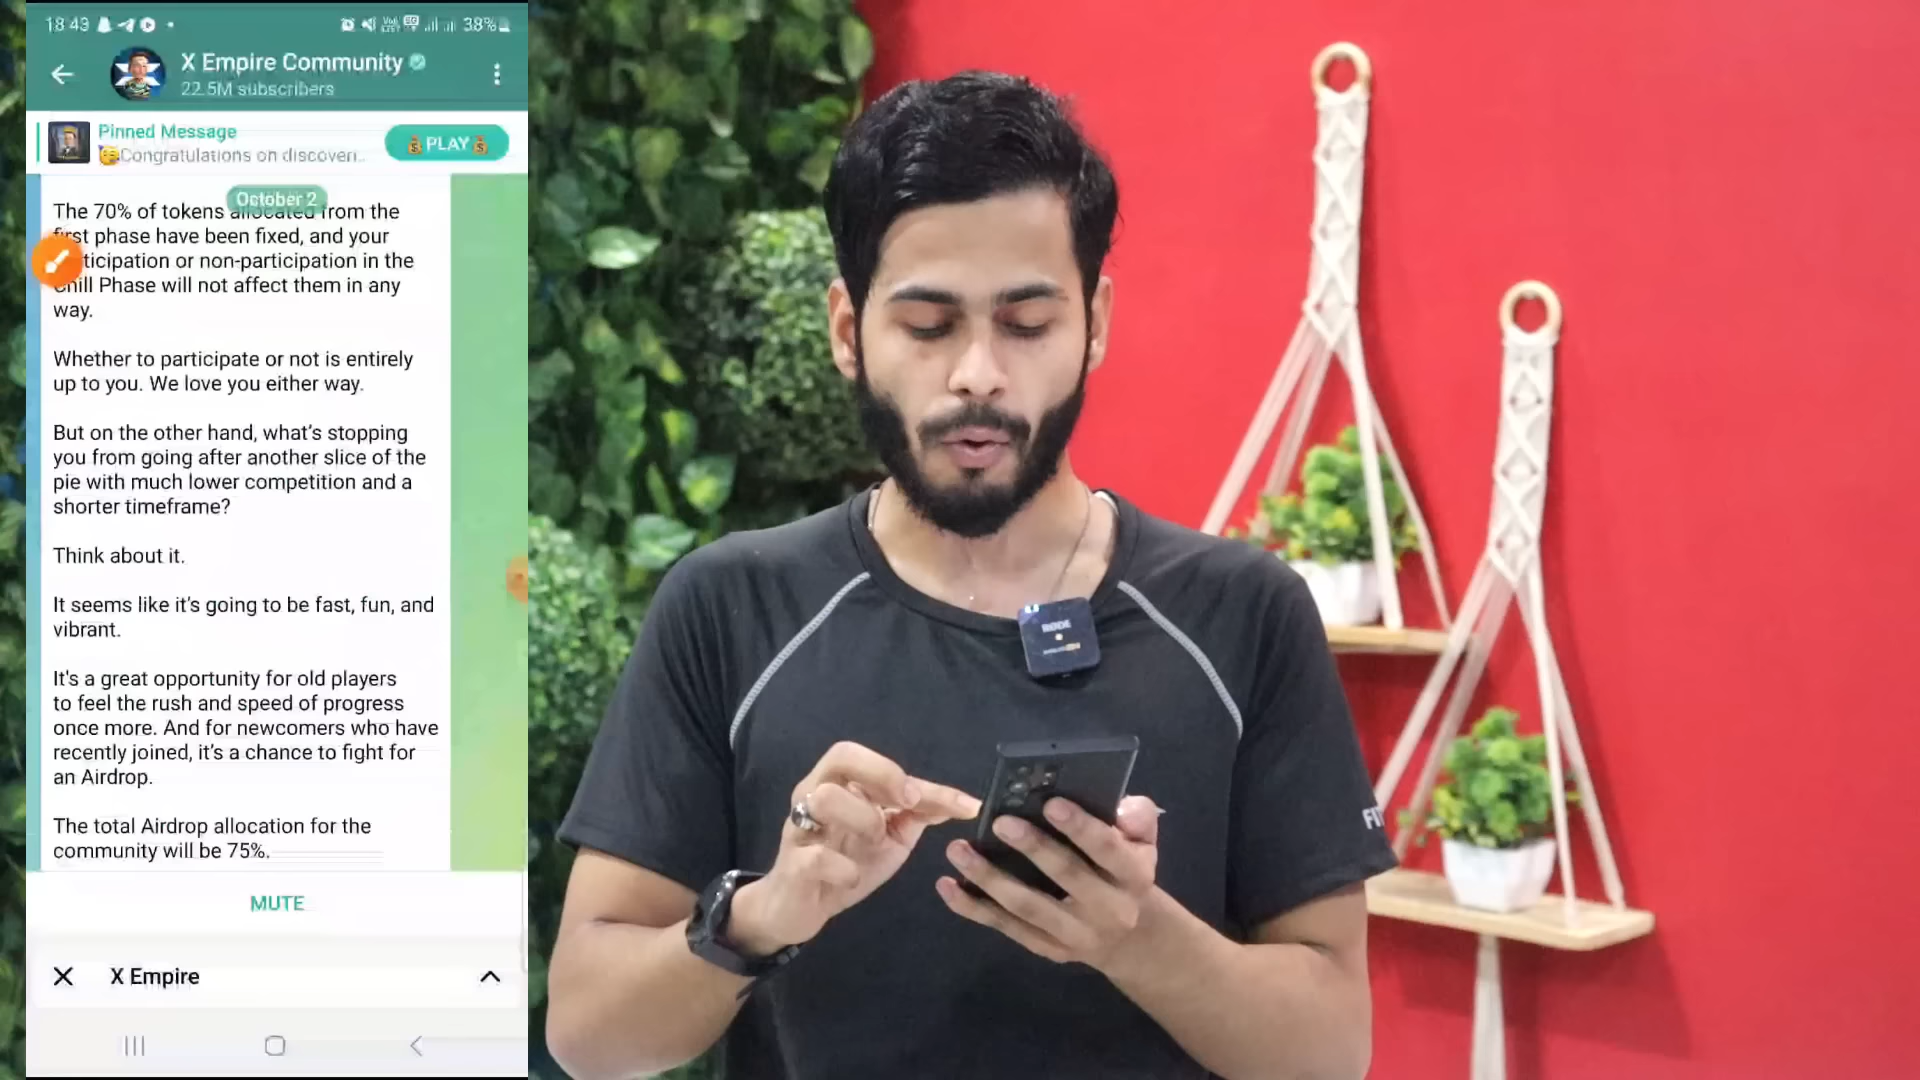 18:43
38%
X Empire Community
22.5M subscribers
Pinned Message
🥳Congratulations on discoveri..
💰PLAY💰
October 2
The 70% of tokens allocated from the
first phase have been fixed, and your
ticipation or non-participation in the
Chill Phase will not affect them in any
way.
Whether to participate or not is entirely
up to you. We love you either way.
But on the other hand, what's stopping
you from going after another slice of the
pie with much lower competition and a
shorter timeframe?
Think about it.
It seems like it's going to be fast, fun, and
vibrant.
It's a great opportunity for old players
to feel the rush and speed of progress
once more. And for newcomers who have
recently joined, it's a chance to fight for
an Airdrop.
The total Airdrop allocation for the
community will be 75%.
MUTE
X Empire
RØDE